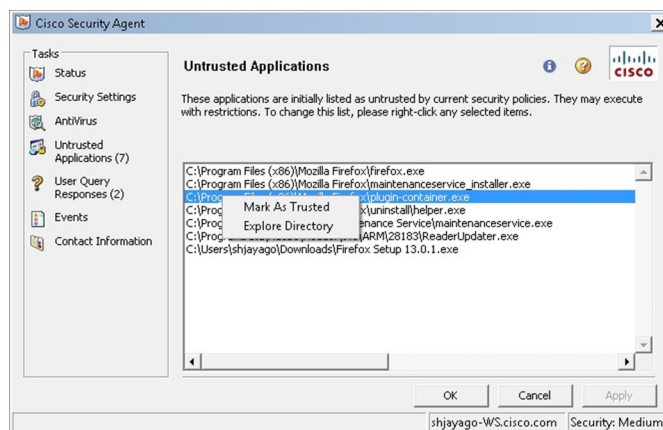 Cisco Security Agent
Tasks
Status
Security Settings
AntiVirus
Untrusted
Applications (7)
User Query
Responses (2)
Events
Contact Information
Untrusted Applications
CISCO
These applications are initially listed as untrusted by current security policies. They may execute
with restrictions. To change this list, please right-click any selected items.
C:\Program Files (x86)\Mozilla Firefox\firefox.exe
C:\Program Files (x86)\Mozilla Firefox\maintenanceservice_installer.exe
C:\Prog x\plugin-container.exe
Mark As Trusted
C:\Prog x\uninstall\helper.exe
Explore Directory
C:\Prog enance Service\maintenanceservice.exe
C:\Prog \ARM\28183\ReaderUpdater.exe
C:\Users\shjayago\Downloads\Firefox Setup 13.0.1.exe
OK Cancel Apply
shjayago-WS.cisco.com Security: Medium